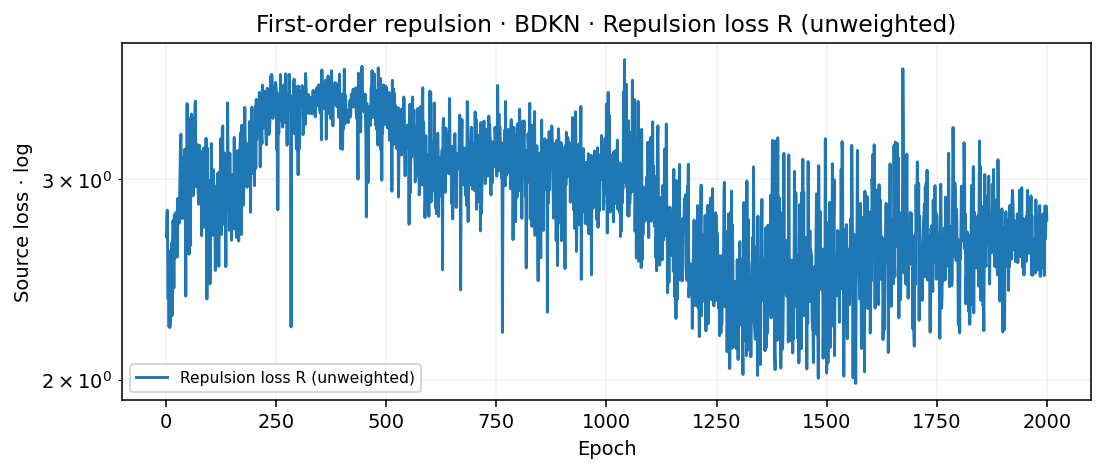 First-order repulsion · BDKN · Repulsion loss R (unweighted)
Source loss · log
3 × 10⁰
2 × 10⁰
Repulsion loss R (unweighted)
0 250 500 750 1000 1250 1500 1750 2000
Epoch